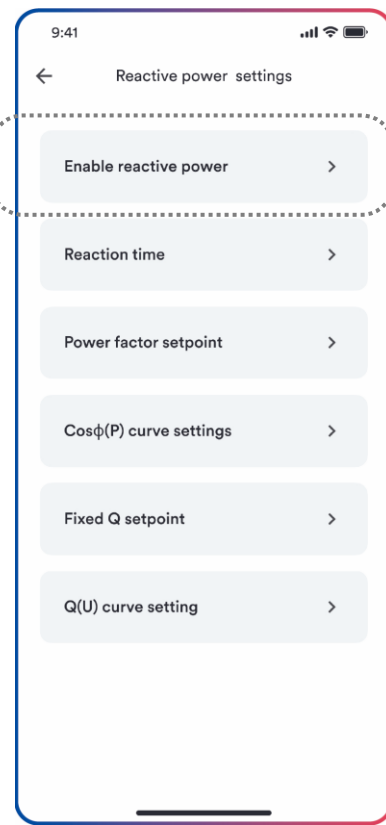 9:41
Reactive power settings
Enable reactive power
Reaction time
Power factor setpoint
Cosϕ(P) curve settings
Fixed Q setpoint
Q(U) curve setting